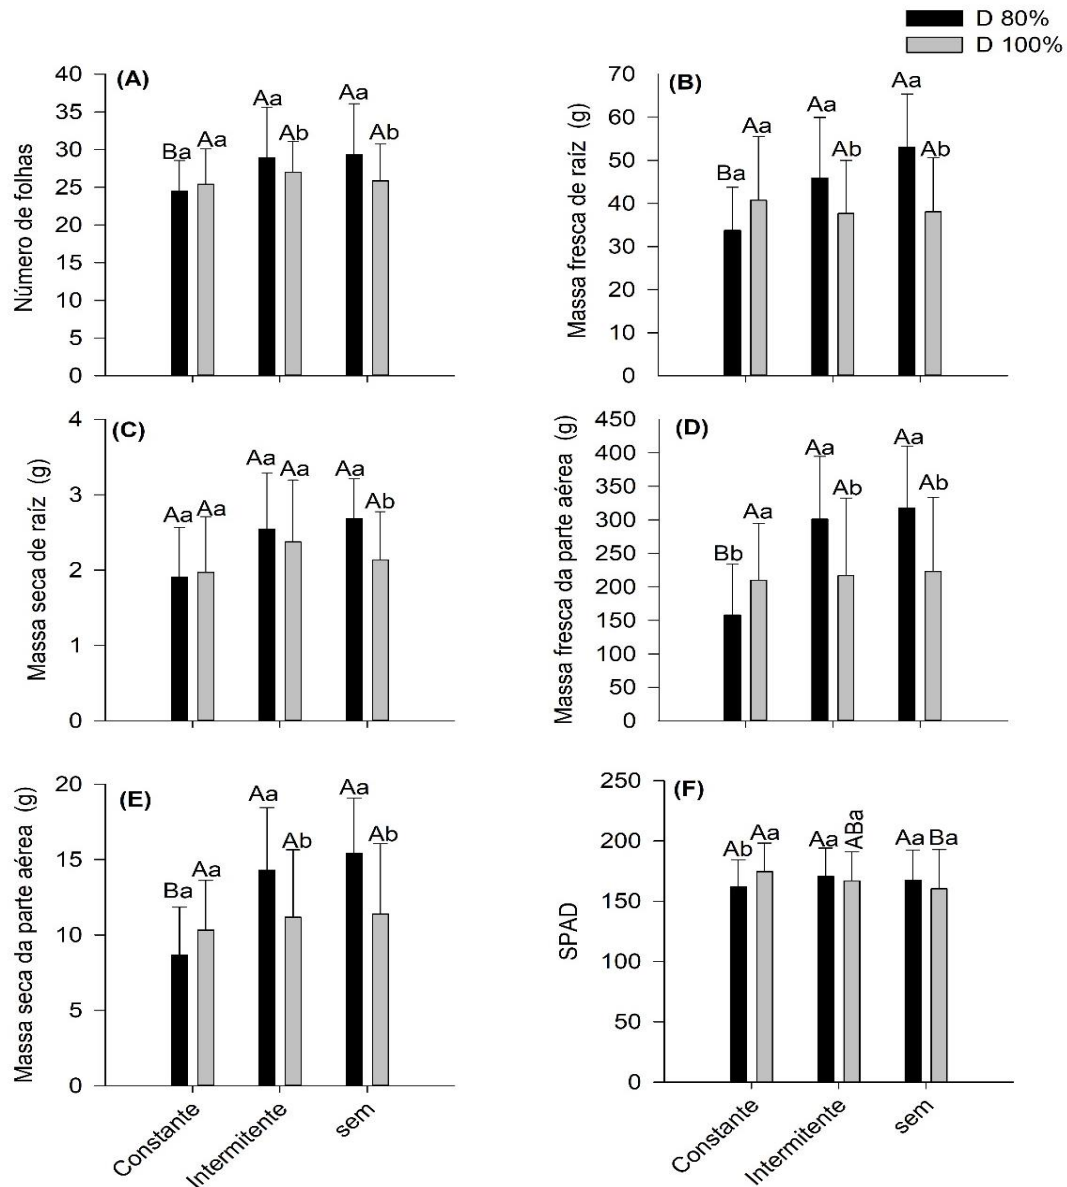 D 80%
D 100%
(A)
Número de folhas
40
35
30
25
20
15
10
5
0
Ba
Aa
Aa
Ab
Aa
Ab
(B)
Massa fresca de raíz (g)
70
60
50
40
30
20
10
0
Ba
Aa
Aa
Ab
Aa
Ab
(C)
Massa seca de raíz (g)
4
3
2
1
0
Aa
Aa
Aa
Aa
Aa
Ab
(D)
Massa fresca da parte aérea (g)
450
400
350
300
250
200
150
100
50
0
Bb
Aa
Aa
Ab
Aa
Ab
(E)
Massa seca da parte aérea (g)
20
15
10
5
0
Ba
Aa
Aa
Ab
Aa
Ab
Constante
Intermitente
sem
(F)
SPAD
250
200
150
100
50
0
Ab
Aa
Aa
ABa
Aa
Ba
Constante
Intermitente
sem